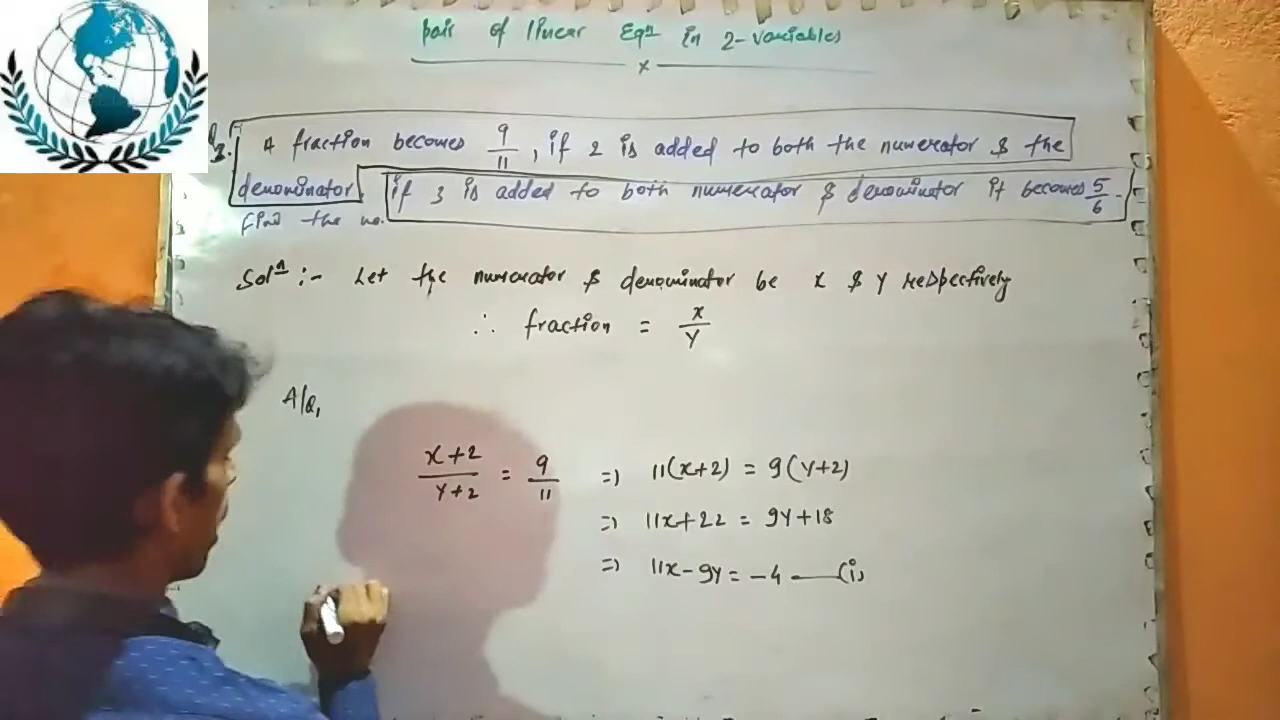 pair of linear Eqn in 2-variables
x
Q3. A fraction becomes 9/11, if 2 is added to both the numerator & the
denominator. if 3 is added to both numerator & denominator it becomes 5/6.
find the no.
Soln :- Let the numerator & denominator be x & y respectively
∴ fraction = x/y
A/Q,
x+2/y+2 = 9/11 ⇒ 11(x+2) = 9(y+2)
⇒ 11x+22 = 9y+18
⇒ 11x-9y = -4 —(i)